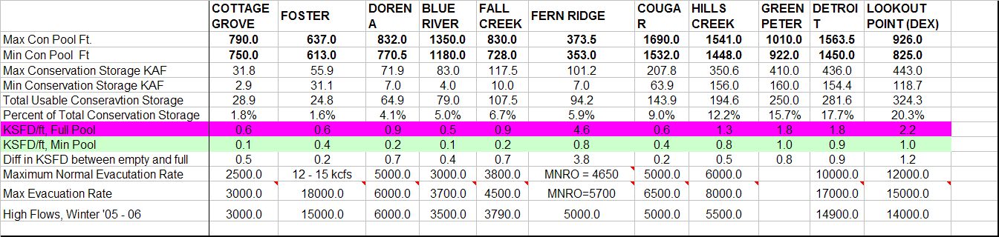 COTTAGE GROVE FOSTER DORENA BLUE RIVER FALL CREEK FERN RIDGE COUGAR HILLS CREEK GREEN PETER DETROIT LOOKOUT POINT (DEX)
Max Con Pool Ft. 790.0 637.0 832.0 1350.0 830.0 373.5 1690.0 1541.0 1010.0 1563.5 926.0
Min Con Pool Ft 750.0 613.0 770.5 1180.0 728.0 353.0 1532.0 1448.0 922.0 1450.0 825.0
Max Conservation Storage KAF 31.8 55.9 71.9 83.0 117.5 101.2 207.8 350.6 410.0 436.0 443.0
Min Conservation Storage KAF 2.9 31.1 7.0 4.0 10.0 7.0 63.9 156.0 160.0 154.4 118.7
Total Usable Conseravtion Storage 28.9 24.8 64.9 79.0 107.5 94.2 143.9 194.6 250.0 281.6 324.3
Percent of Total Conservation Storage 1.8% 1.6% 4.1% 5.0% 6.7% 5.9% 9.0% 12.2% 15.7% 17.7% 20.3%
KSFD/ft, Full Pool 0.6 0.6 0.9 0.5 0.9 4.6 0.6 1.3 1.8 1.8 2.2
KSFD/ft, Min Pool 0.1 0.4 0.2 0.1 0.2 0.8 0.4 0.8 1.0 0.9 1.0
Diff in KSFD between empty and full 0.5 0.2 0.7 0.4 0.7 3.8 0.2 0.5 0.8 0.9 1.2
Maximum Normal Evacutation Rate 2500.0 12 - 15 kcfs 5000.0 3000.0 3800.0 MNRO = 4650 5000.0 6000.0 10000.0 12000.0
Max Evacuation Rate 3000.0 18000.0 6000.0 3700.0 4500.0 MNRO=5700 6500.0 8000.0 17000.0 15000.0
High Flows, Winter '05 - 06 3000.0 15000.0 6000.0 3500.0 3790.0 5000.0 5000.0 5500.0 14900.0 14000.0